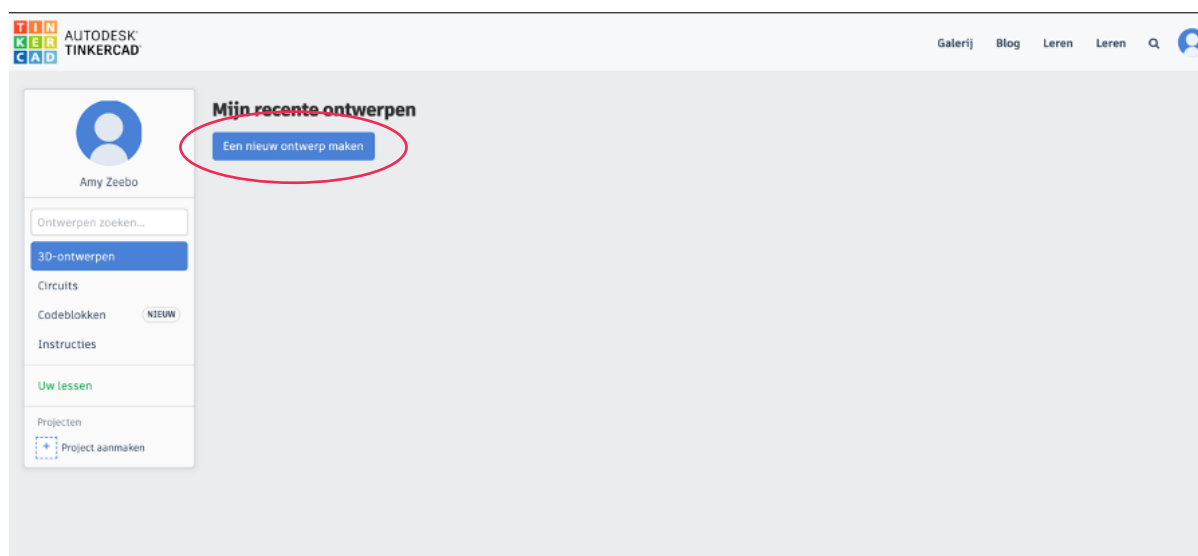 TIN
KER
CAD
AUTODESK®
TINKERCAD®
Galerij Blog Leren Leren
Mijn recente ontwerpen
Een nieuw ontwerp maken
Amy Zeebo
Ontwerpen zoeken...
3D-ontwerpen
Circuits
Codeblokken NIEUW
Instructies
Uw lessen
Projecten
+ Project aanmaken